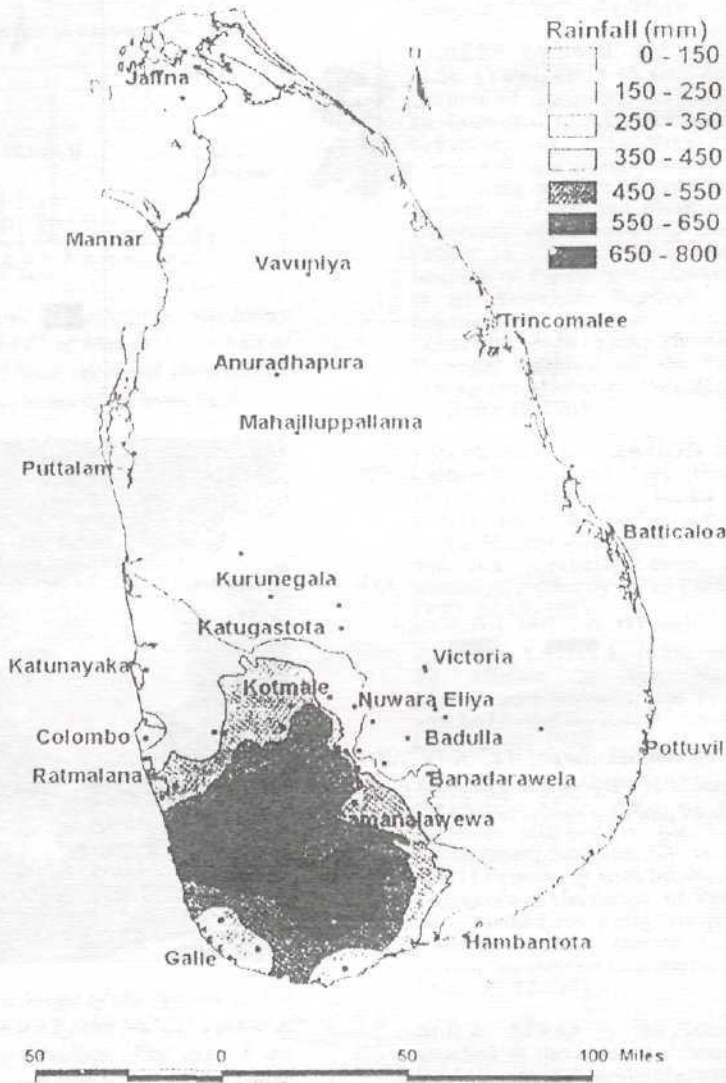 Rainfall (mm)
0 - 150
150 - 250
250 - 350
350 - 450
450 - 550
550 - 650
650 - 800
Jaffna
Mannar
Vavuniya
Trincomalee
Anuradhapura
Mahailluppallama
Puttalam
Batticaloa
Kurunegala
Katugastota
Katunayaka
Victoria
Kotmale
Nuwara Eliya
Colombo
Badulla
Pottuvil
Ratmalana
Banadarawela
amanalawewa
Hambantota
Galle
50 0 50 100 Miles